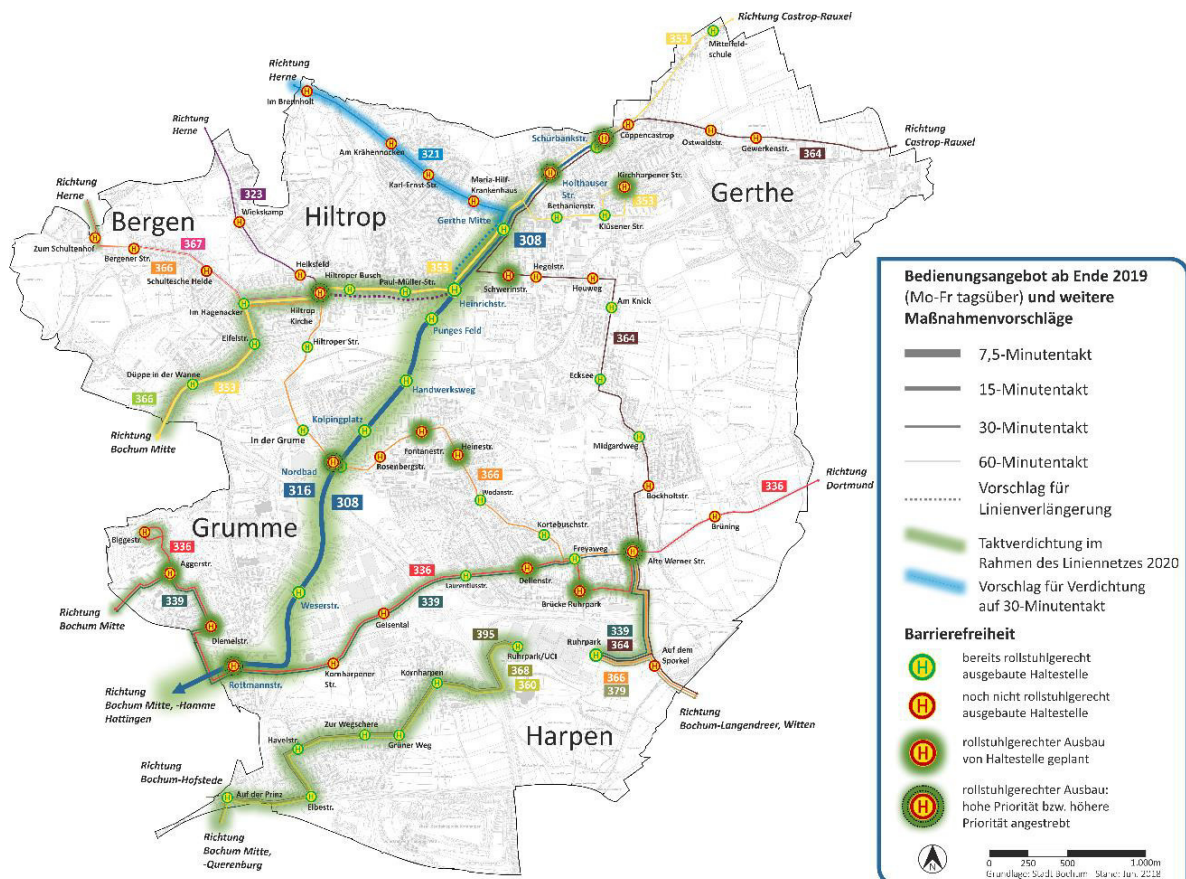 Richtung Castrop-Rauxel
353
Mittelfeld-
schule
Richtung
Herne
Im Brennholt
Schürbankstr.
Cöppencastrop
Ostwaldstr.
Gewerkenstr.
364
Richtung
Castrop-Rauxel
Richtung
Herne
Am Krähennocken
321
Karl-Ernst-Str.
Maria-Hilf-
Krankenhaus
Holthauser
Str.
Kirchharpener Str.
353
Gerthe
Bethanienstr.
Klüsener Str.
Gerthe Mitte
308
Richtung
Herne
323
Wiekskamp
Hiltrop
Bergen
Zum Schultenhof
Bergener Str.
367
366
Schultesche Heide
Heiksfeld
Hiltroper Busch
353
Paul-Müller-Str.
Heinrichstr.
Schwerinstr.
Hegelstr.
Heuweg
Am Knick
364
Im Hagenacker
Hiltrop
Kirche
Punges Feld
Eifelstr.
Hiltroper Str.
Ecksee
Düppe in der Wanne
353
366
Handwerksweg
Richtung
Bochum Mitte
In der Grume
Kolpingplatz
Fontanestr.
Heinestr.
Midgardweg
Nordbad
Rosenbergstr.
366
316
308
Bockholtstr.
Richtung
Dortmund
336
Brüning
Grumme
Kortebuschstr.
Biggestr.
336
Aggerstr.
Freyaweg
Alte Werner Str.
336
Laurentiusstr.
Dellenstr.
339
339
Brücke Ruhrpark
Weserstr.
Geisental
Richtung
Bochum Mitte
Diemelstr.
395
Ruhrpark/UCI
368
360
Ruhrpark
339
364
Auf dem
Sporkel
366
379
Rottmannstr.
Kornharpener
Str.
Kornharpen
Richtung
Bochum Mitte, -Hamme
Hattingen
Richtung
Bochum-Langendreer, Witten
Zur Wegschere
Grüner Weg
Harpen
Havelstr.
Richtung
Bochum-Hofstede
Auf der Prinz
Elbestr.
Richtung
Bochum Mitte,
-Querenburg
Bedienungsangebot ab Ende 2019
(Mo-Fr tagsüber) und weitere
Maßnahmenvorschläge
7,5-Minutentakt
15-Minutentakt
30-Minutentakt
60-Minutentakt
Vorschlag für
Linienverlängerung
Taktverdichtung im
Rahmen des Liniennetzes 2020
Vorschlag für Verdichtung
auf 30-Minutentakt
Barrierefreiheit
bereits rollstuhlgerecht
ausgebaute Haltestelle
noch nicht rollstuhlgerecht
ausgebaute Haltestelle
rollstuhlgerechter Ausbau
von Haltestelle geplant
rollstuhlgerechter Ausbau:
hohe Priorität bzw. höhere
Priorität angestrebt
0 250 500 1.000m
Grundlage: Stadt Bochum - Stand: Jun. 2018